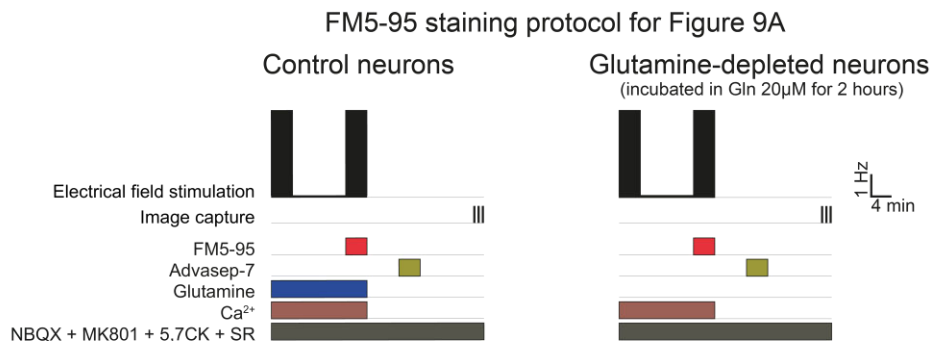 FM5-95 staining protocol for Figure 9A
Control neurons
Glutamine-depleted neurons
(incubated in Gln 20µM for 2 hours)
Electrical field stimulation
Image capture
FM5-95
Advasep-7
Glutamine
Ca²⁺
NBQX + MK801 + 5,7CK + SR
1 Hz
4 min